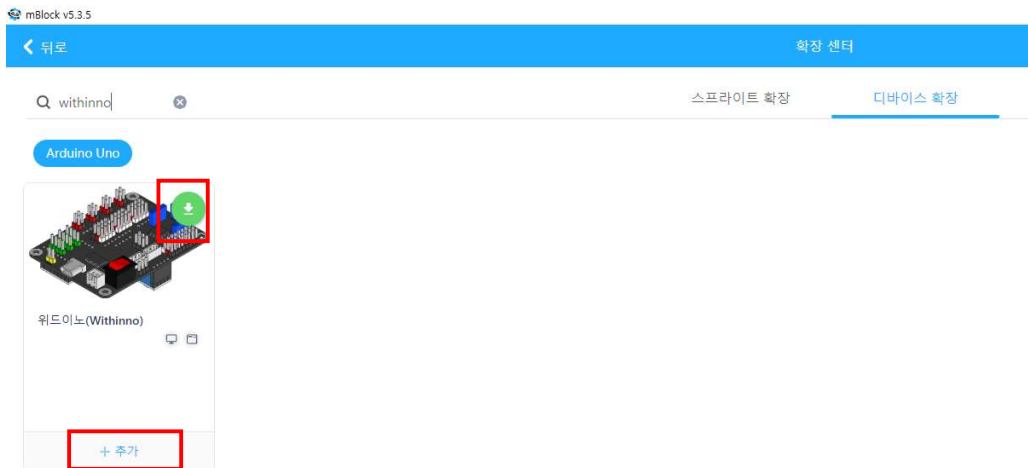 mBlock v5.3.5
뒤로
확장 센터
withinno
스프라이트 확장
디바이스 확장
Arduino Uno
위드이노(Withinno)
+ 추가